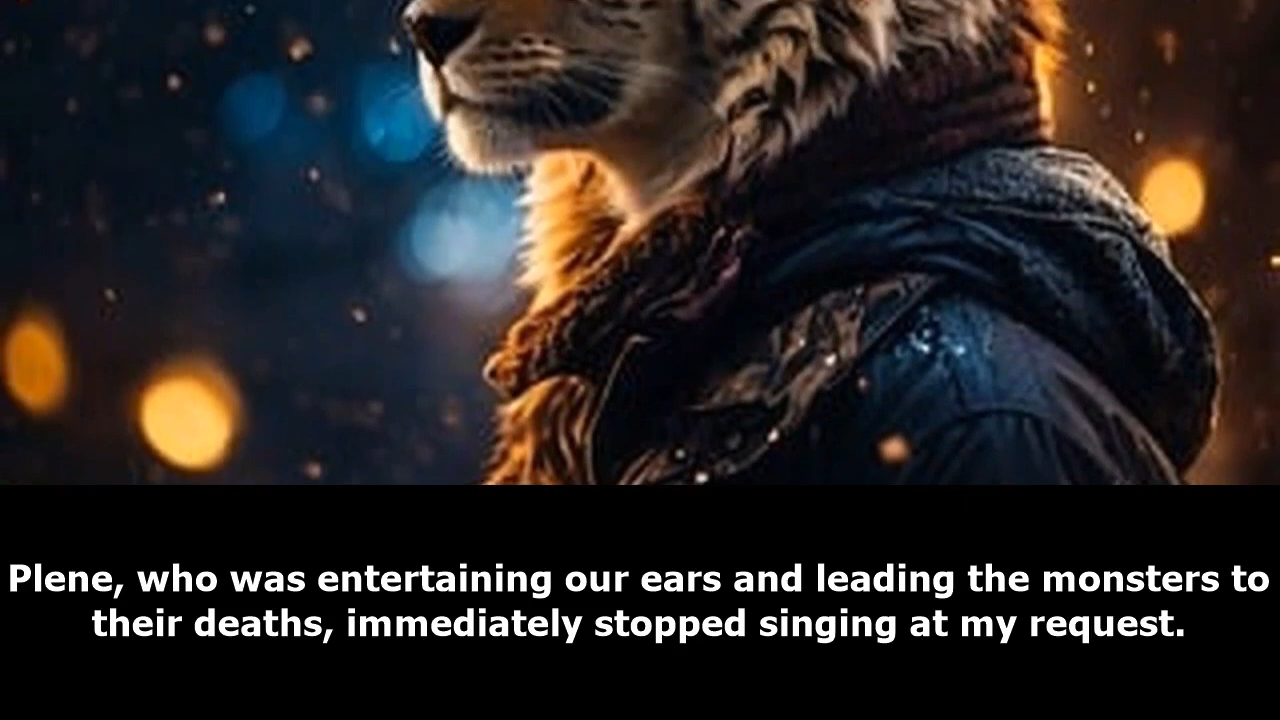 Plene, who was entertaining our ears and leading the monsters to
their deaths, immediately stopped singing at my request.